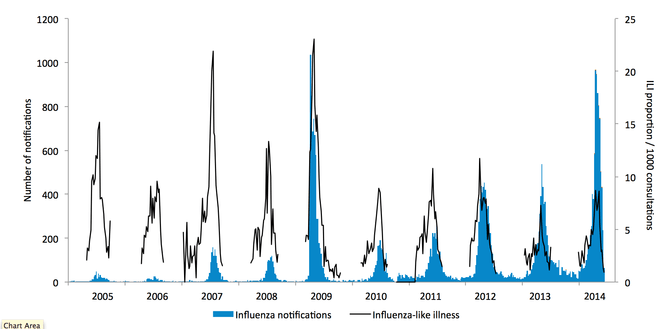 1200
1000
800
600
400
200
0
Number of notifications
25
20
15
10
5
0
ILI proportion / 1000 consultations
2005 2006 2007 2008 2009 2010 2011 2012 2013 2014
Influenza notifications Influenza-like illness
Chart Area